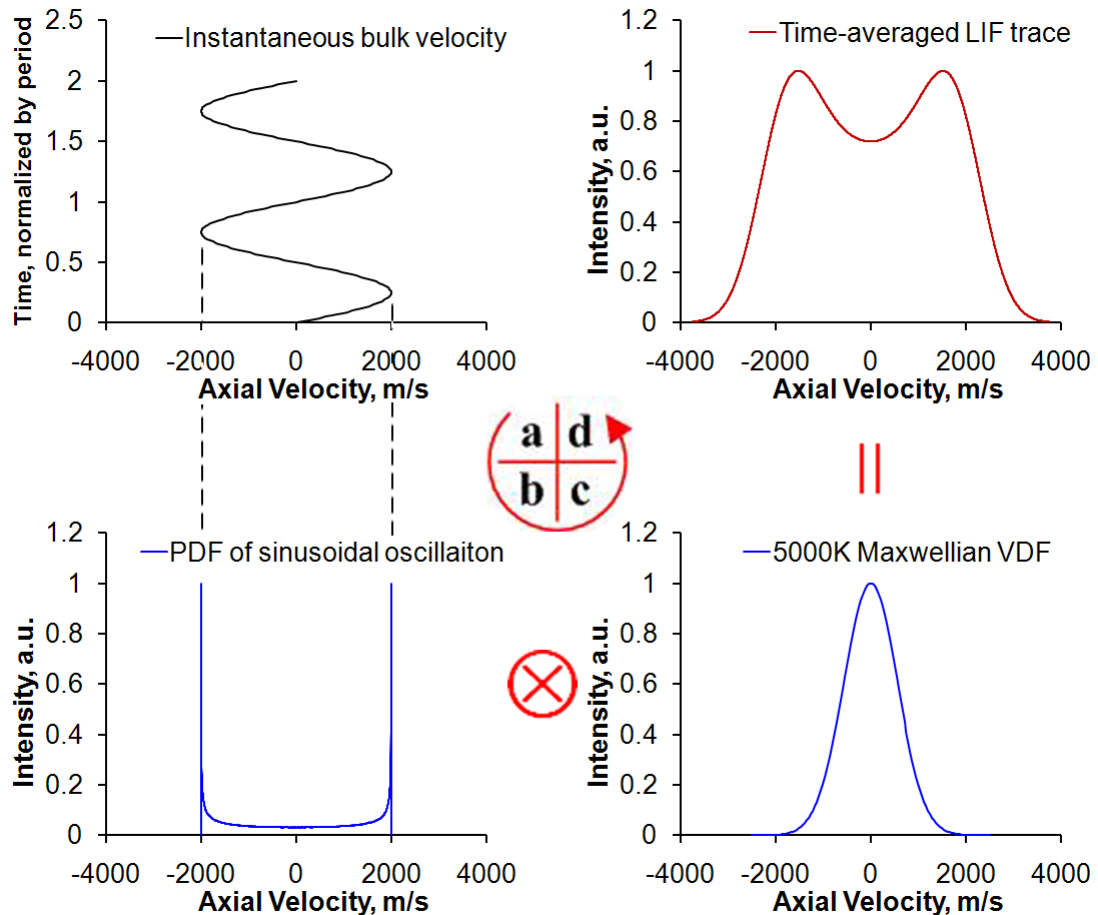 Instantaneous bulk velocity
Time, normalized by period
2.5
2
1.5
1
0.5
0
-4000 -2000 0 2000 4000
Axial Velocity, m/s
Time-averaged LIF trace
Intensity, a.u.
1.2
1
0.8
0.6
0.4
0.2
0
-4000 -2000 0 2000 4000
Axial Velocity, m/s
a d
b c
PDF of sinusoidal oscillaiton
Intensity, a.u.
1.2
1
0.8
0.6
0.4
0.2
0
-4000 -2000 0 2000 4000
Axial Velocity, m/s
5000K Maxwellian VDF
Intensity, a.u.
1.2
1
0.8
0.6
0.4
0.2
0
-4000 -2000 0 2000 4000
Axial Velocity, m/s